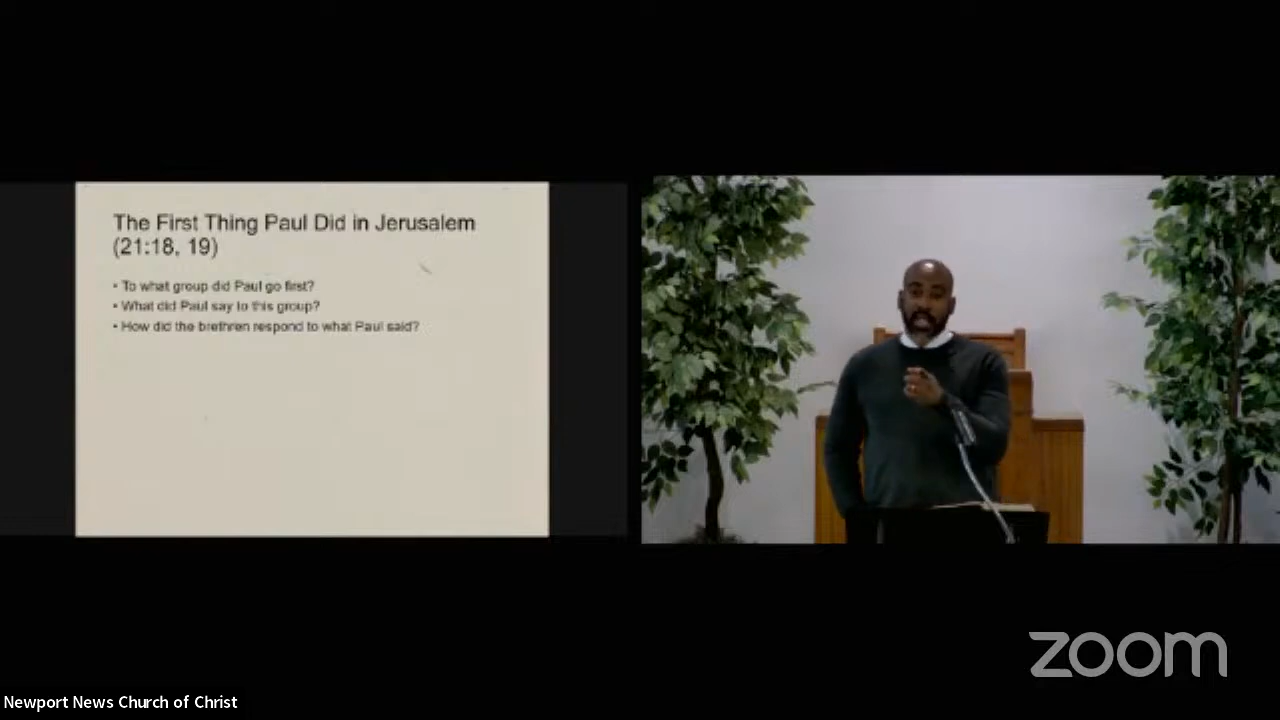 The First Thing Paul Did in Jerusalem
(21:18, 19)
• To what group did Paul go first?
• What did Paul say to this group?
• How did the brethren respond to what Paul said?
zoom
Newport News Church of Christ